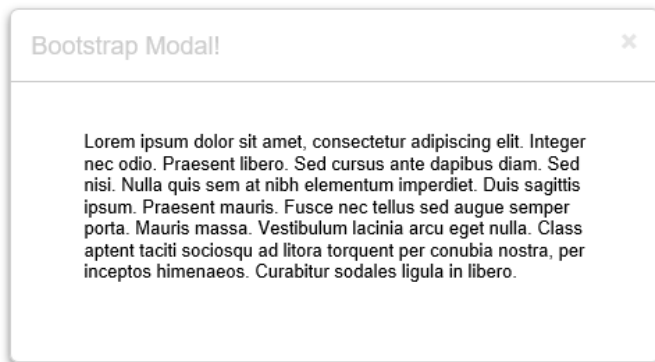 Bootstrap Modal!
×
Lorem ipsum dolor sit amet, consectetur adipiscing elit. Integer
nec odio. Praesent libero. Sed cursus ante dapibus diam. Sed
nisi. Nulla quis sem at nibh elementum imperdiet. Duis sagittis
ipsum. Praesent mauris. Fusce nec tellus sed augue semper
porta. Mauris massa. Vestibulum lacinia arcu eget nulla. Class
aptent taciti sociosqu ad litora torquent per conubia nostra, per
inceptos himenaeos. Curabitur sodales ligula in libero.